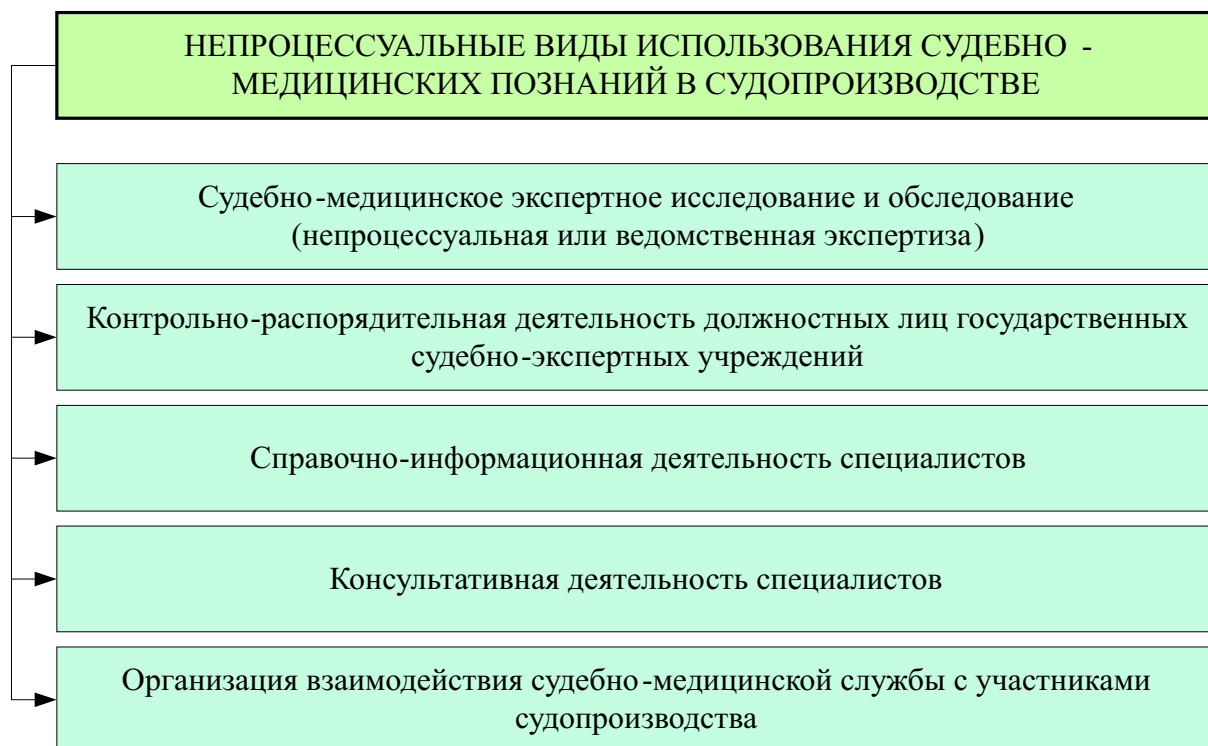 НЕПРОЦЕССУАЛЬНЫЕ ВИДЫ ИСПОЛЬЗОВАНИЯ СУДЕБНО -
МЕДИЦИНСКИХ ПОЗНАНИЙ В СУДОПРОИЗВОДСТВЕ
Судебно-медицинское экспертное исследование и обследование
(непроцессуальная или ведомственная экспертиза)
Контрольно-распорядительная деятельность должностных лиц государственных
судебно-экспертных учреждений
Справочно-информационная деятельность специалистов
Консультативная деятельность специалистов
Организация взаимодействия судебно-медицинской службы с участниками
судопроизводства